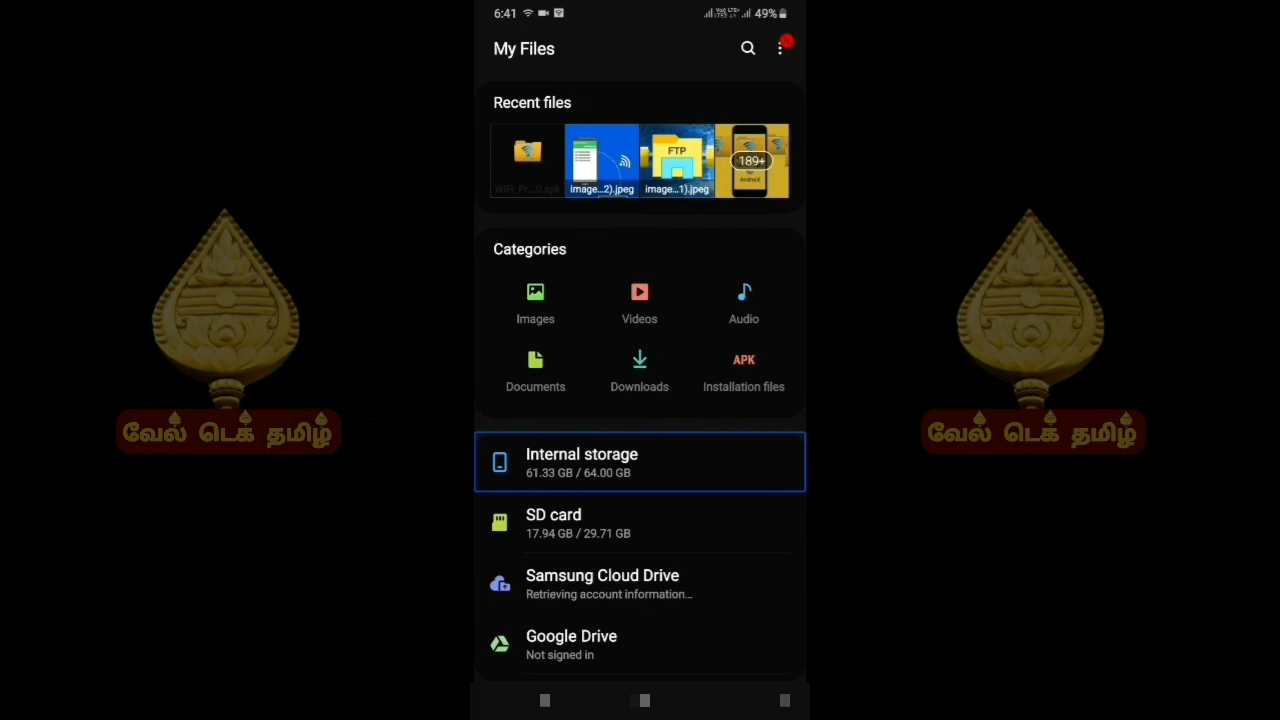 6:41
49%
My Files
Recent files
image...2).jpeg
FTP
image...1).jpeg
189+
for
Android
Categories
Images
Videos
Audio
Documents
Downloads
APK
Installation files
Internal storage
61.33 GB / 64.00 GB
SD card
17.94 GB / 29.71 GB
Samsung Cloud Drive
Retrieving account information...
Google Drive
Not signed in
வேல் டெக் தமிழ்
வேல் டெக் தமிழ்